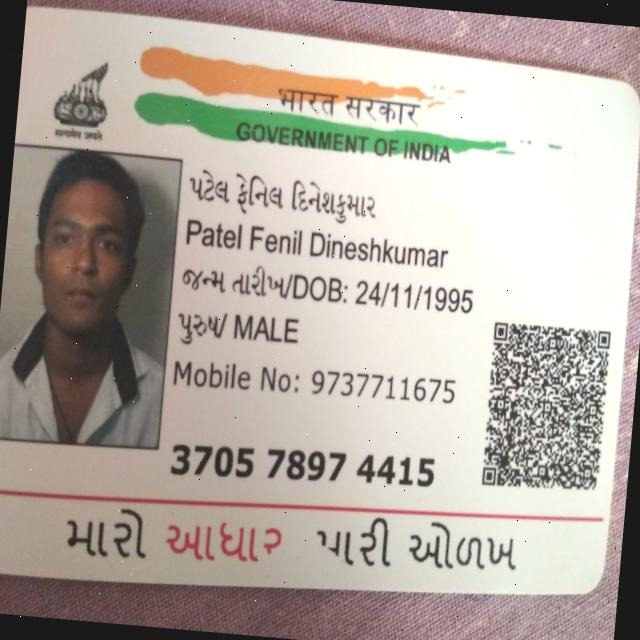 भारत सरकार
GOVERNMENT OF INDIA
सत्यमेव जयते
પટેલ ફેનિલ દિનેશકુમાર
Patel Fenil Dineshkumar
જન્મ તારીખ/DOB: 24/11/1995
પુરુષ/ MALE
Mobile No: 9737711675
3705 7897 4415
મારો આધાર મારી ઓળખ